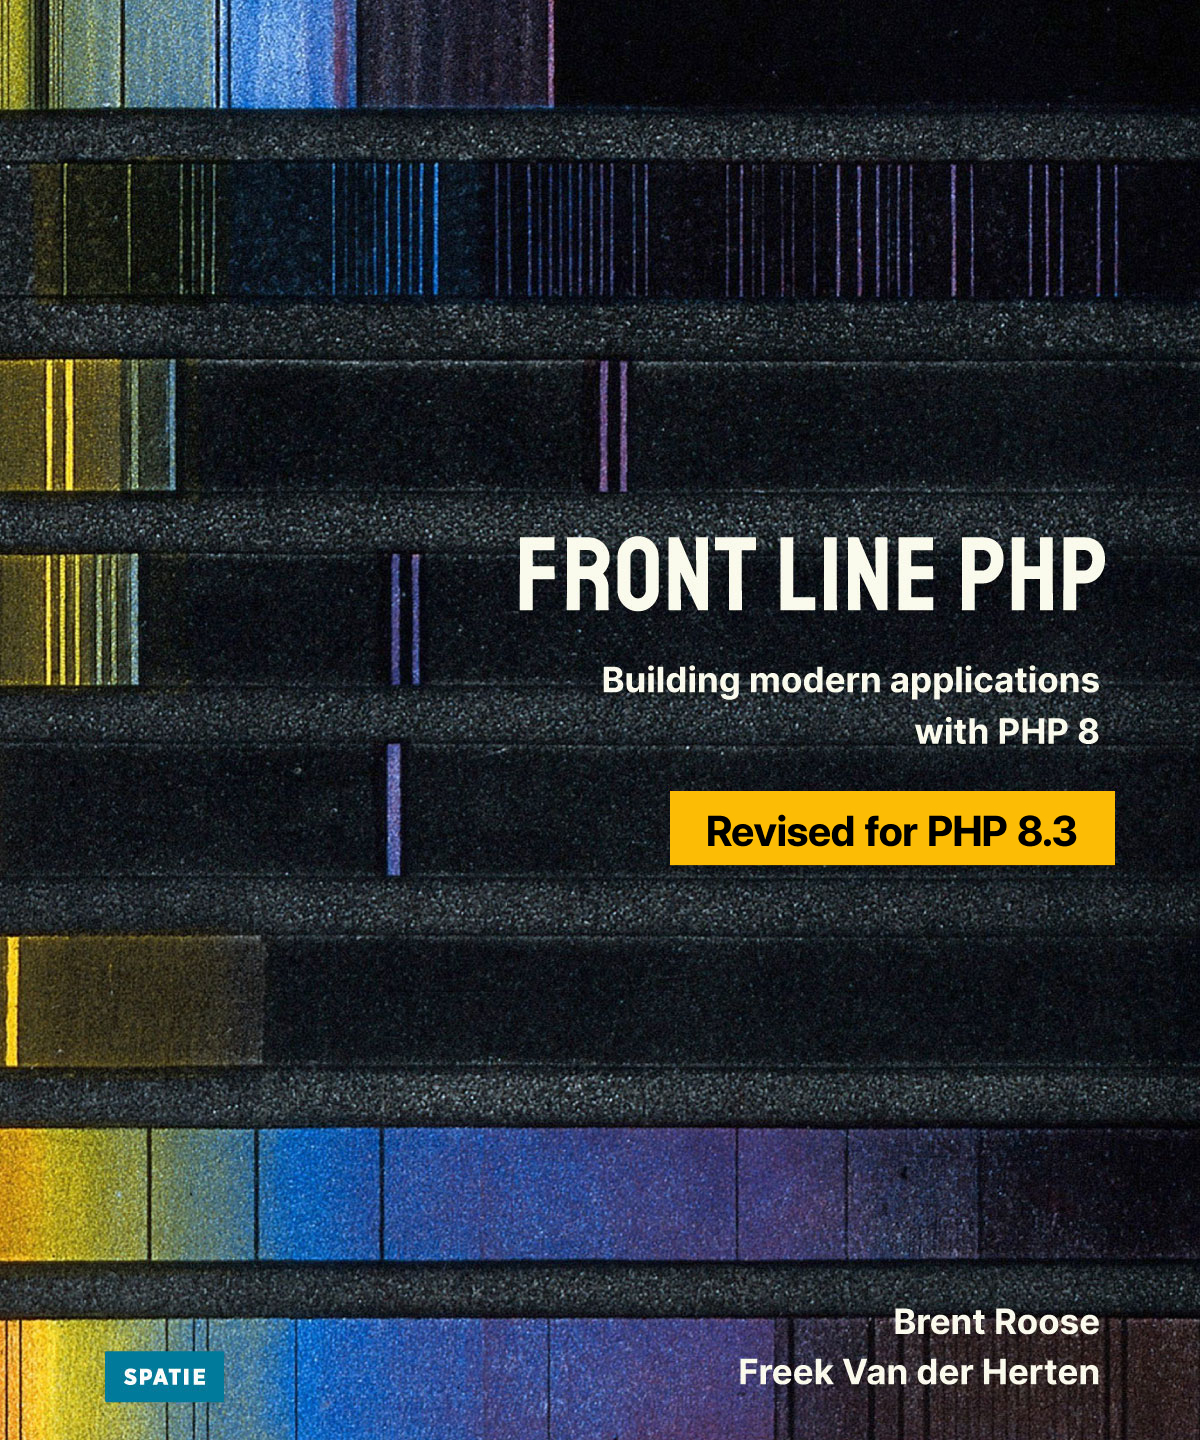 FRONT LINE PHP
Building modern applications
with PHP 8
Revised for PHP 8.3
Brent Roose
Freek Van der Herten
SPATIE